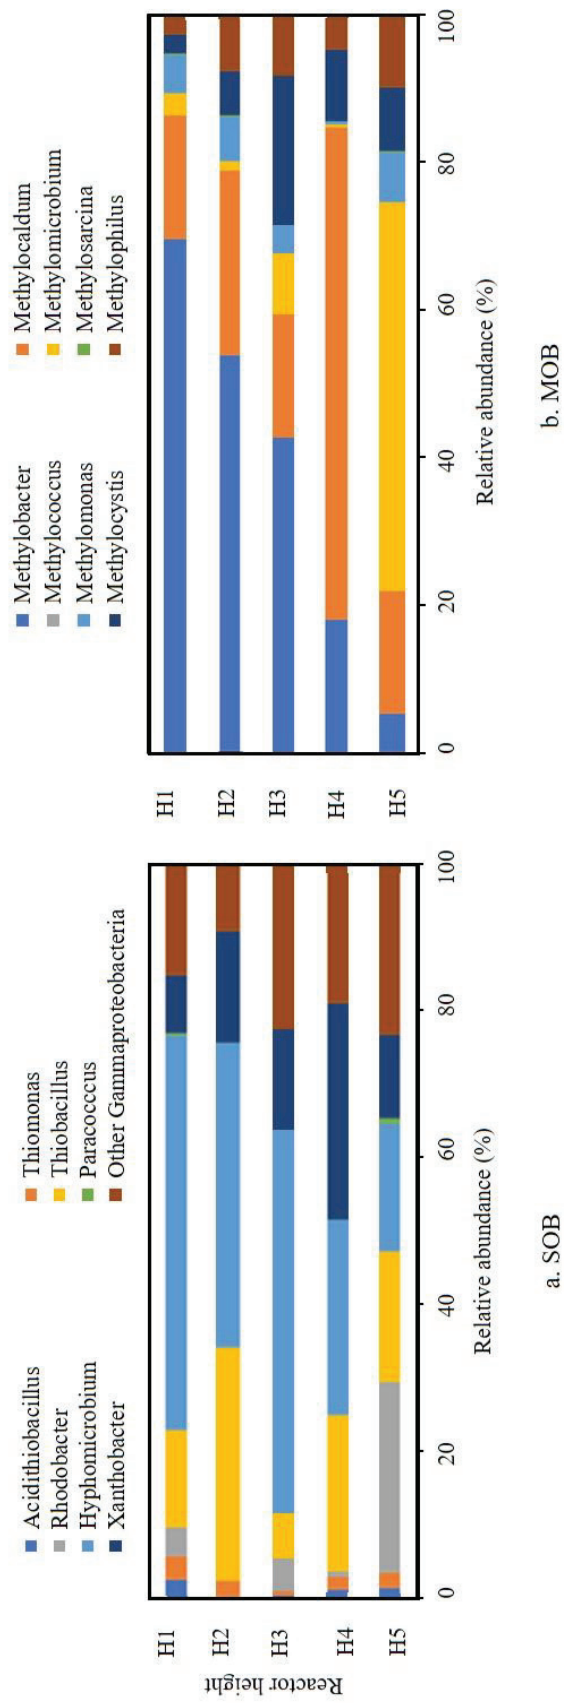 Acidithiobacillus
Thiomonas
Rhodobacter
Thiobacillus
Hyphomicrobium
Paracocccus
Xanthobacter
Other Gammaproteobacteria
Reactor height
H1
H2
H3
H4
H5
0
20
40
60
80
100
Relative abundance (%)
a. SOB
Methylobacter
Methylocaldum
Methylococcus
Methylomicrobium
Methylomonas
Methylosarcina
Methylocystis
Methylophilus
H1
H2
H3
H4
H5
0
20
40
60
80
100
Relative abundance (%)
b. MOB